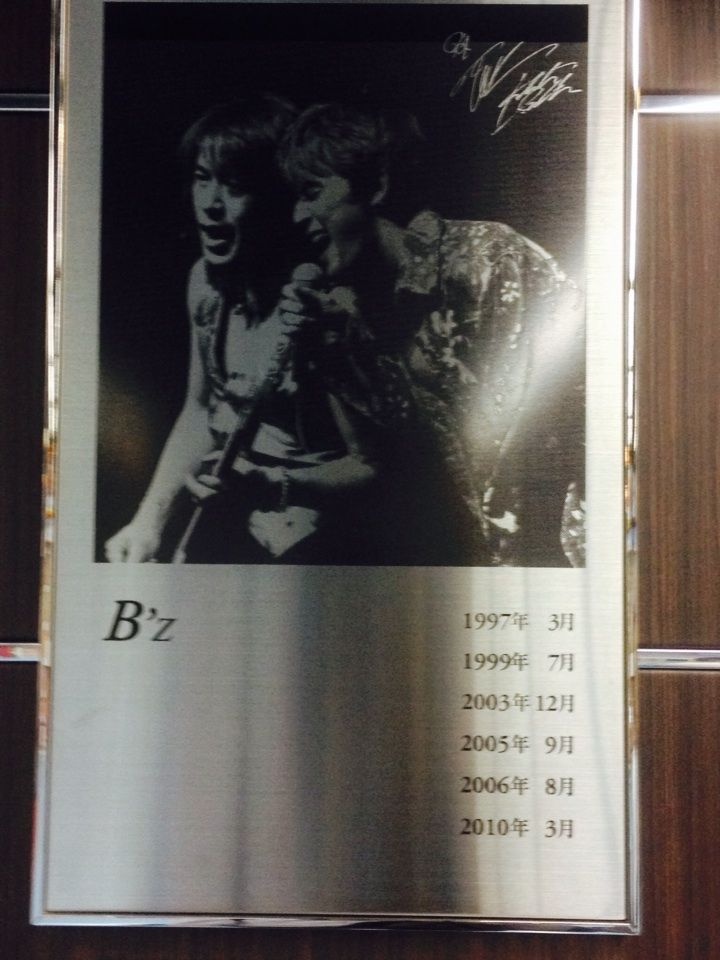 B'z
1997年 3月
1999年 7月
2003年 12月
2005年 9月
2006年 8月
2010年 3月